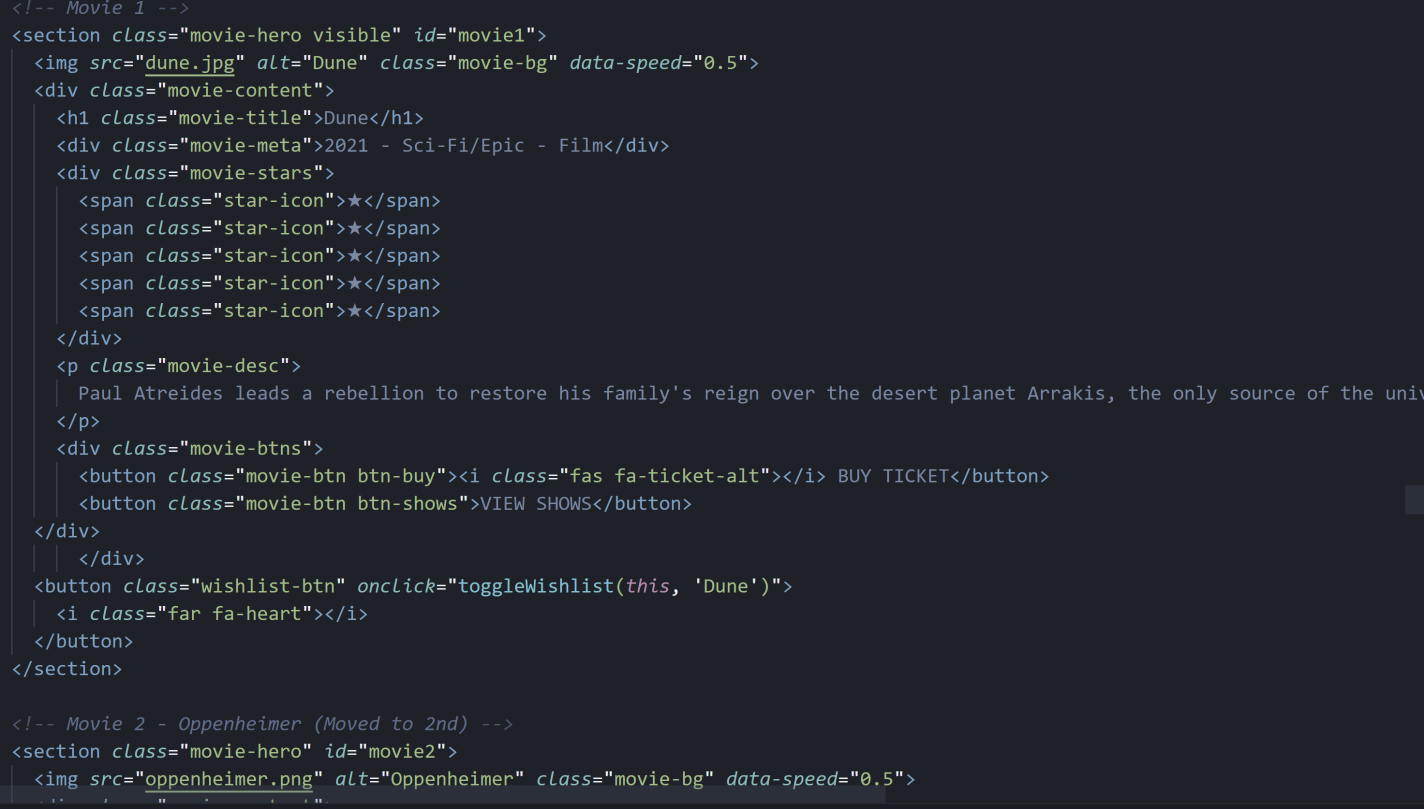 <!-- Movie 1 -->
<section class="movie-hero visible" id="movie1">
<img src="dune.jpg" alt="Dune" class="movie-bg" data-speed="0.5">
<div class="movie-content">
<h1 class="movie-title">Dune</h1>
<div class="movie-meta">2021 - Sci-Fi/Epic - Film</div>
<div class="movie-stars">
<span class="star-icon">★</span>
<span class="star-icon">★</span>
<span class="star-icon">★</span>
<span class="star-icon">★</span>
<span class="star-icon">★</span>
</div>
<p class="movie-desc">
Paul Atreides leads a rebellion to restore his family's reign over the desert planet Arrakis, the only source of the univ
</p>
<div class="movie-btns">
<button class="movie-btn btn-buy"><i class="fas fa-ticket-alt"></i> BUY TICKET</button>
<button class="movie-btn btn-shows">VIEW SHOWS</button>
</div>
</div>
<button class="wishlist-btn" onclick="toggleWishlist(this, 'Dune')">
<i class="far fa-heart"></i>
</button>
</section>
<!-- Movie 2 - Oppenheimer (Moved to 2nd) -->
<section class="movie-hero" id="movie2">
<img src="oppenheimer.png" alt="Oppenheimer" class="movie-bg" data-speed="0.5">